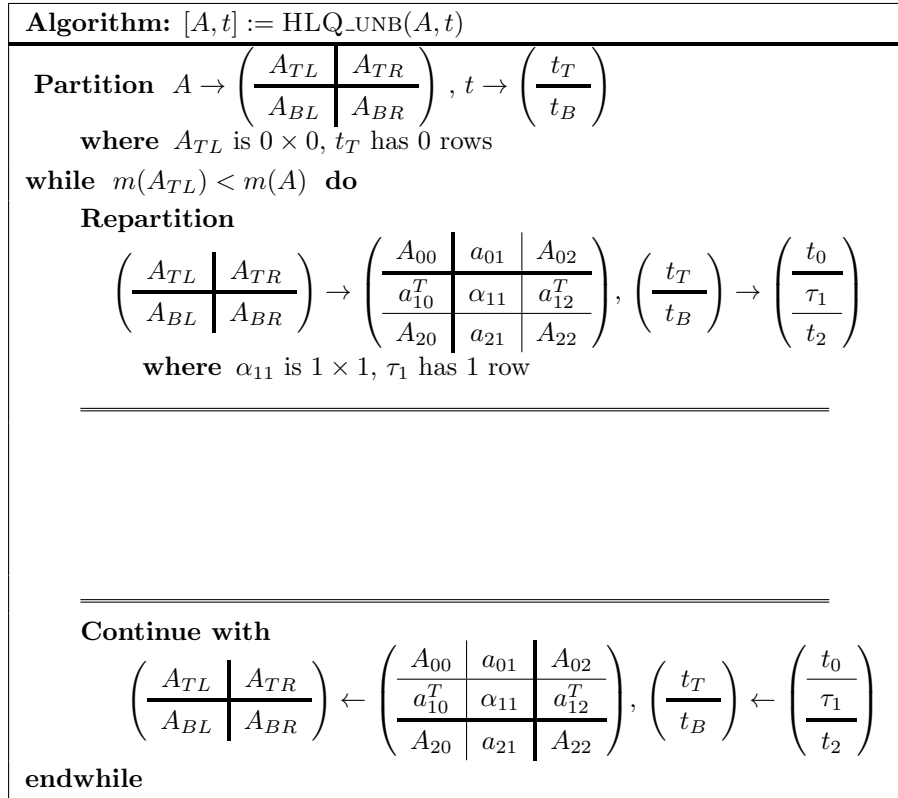 Algorithm: [A, t] := HLQ_UNB(A, t)
Partition A → ( A_TL | A_TR / A_BL | A_BR ) , t → ( t_T / t_B )
where A_TL is 0 × 0, t_T has 0 rows
while m(A_TL) < m(A) do
Repartition
( A_TL | A_TR / A_BL | A_BR ) → ( A_00 | a_01 | A_02 / a_10^T | α_11 | a_12^T / A_20 | a_21 | A_22 ), ( t_T / t_B ) → ( t_0 / τ_1 / t_2 )
where α_11 is 1 × 1, τ_1 has 1 row
Continue with
( A_TL | A_TR / A_BL | A_BR ) ← ( A_00 | a_01 | A_02 / a_10^T | α_11 | a_12^T / A_20 | a_21 | A_22 ), ( t_T / t_B ) ← ( t_0 / τ_1 / t_2 )
endwhile